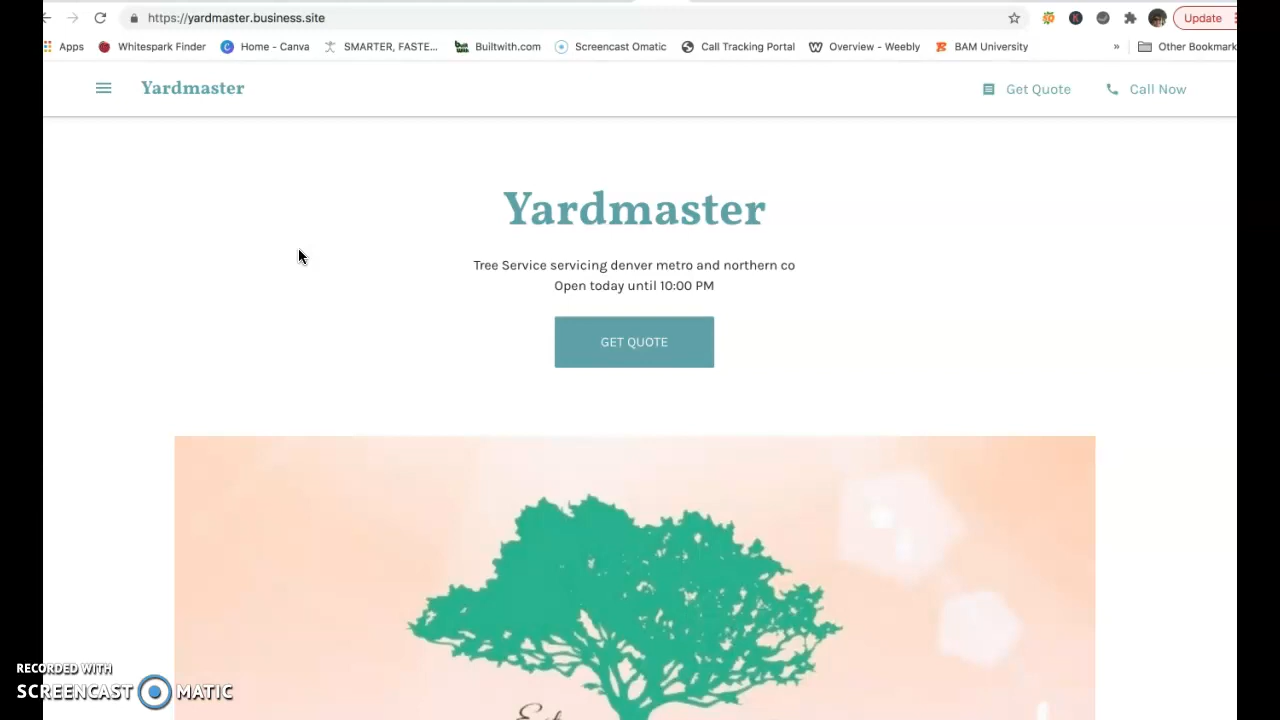 https://yardmaster.business.site
Update
Apps
Whitespark Finder
Home - Canva
SMARTER, FASTE...
Builtwith.com
Screencast Omatic
Call Tracking Portal
Overview - Weebly
BAM University
»
Other Bookmark
Yardmaster
Get Quote
Call Now
Yardmaster
Tree Service servicing denver metro and northern co
Open today until 10:00 PM
GET QUOTE
RECORDED WITH
SCREENCAST MATIC